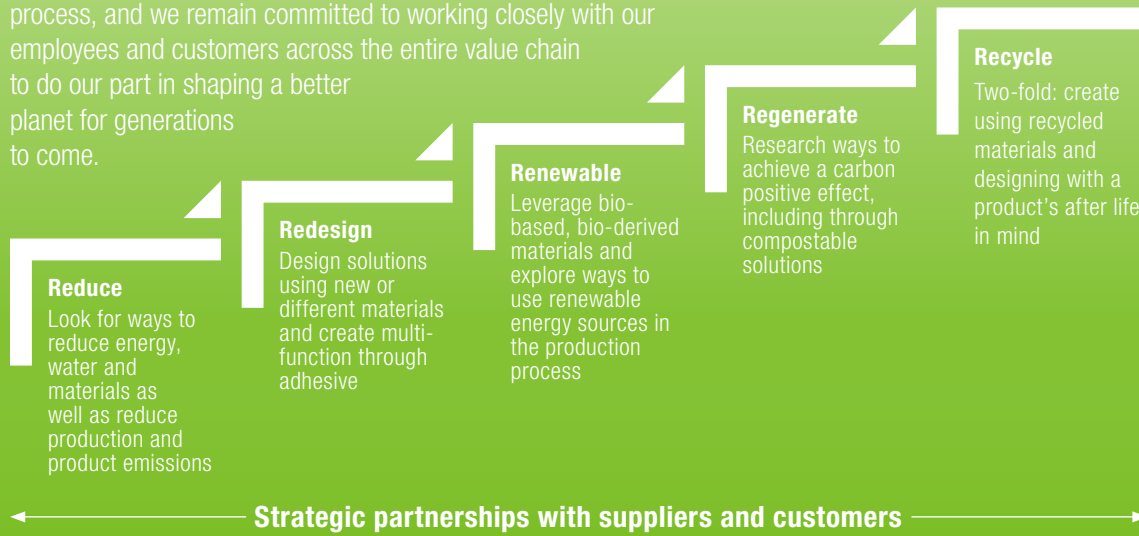 process, and we remain committed to working closely with our
employees and customers across the entire value chain
to do our part in shaping a better
planet for generations
to come.
Reduce
Look for ways to
reduce energy,
water and
materials as
well as reduce
production and
product emissions
Redesign
Design solutions
using new or
different materials
and create multi-
function through
adhesive
Renewable
Leverage bio-
based, bio-derived
materials and
explore ways to
use renewable
energy sources in
the production
process
Regenerate
Research ways to
achieve a carbon
positive effect,
including through
compostable
solutions
Recycle
Two-fold: create
using recycled
materials and
designing with a
product's after life
in mind
Strategic partnerships with suppliers and customers